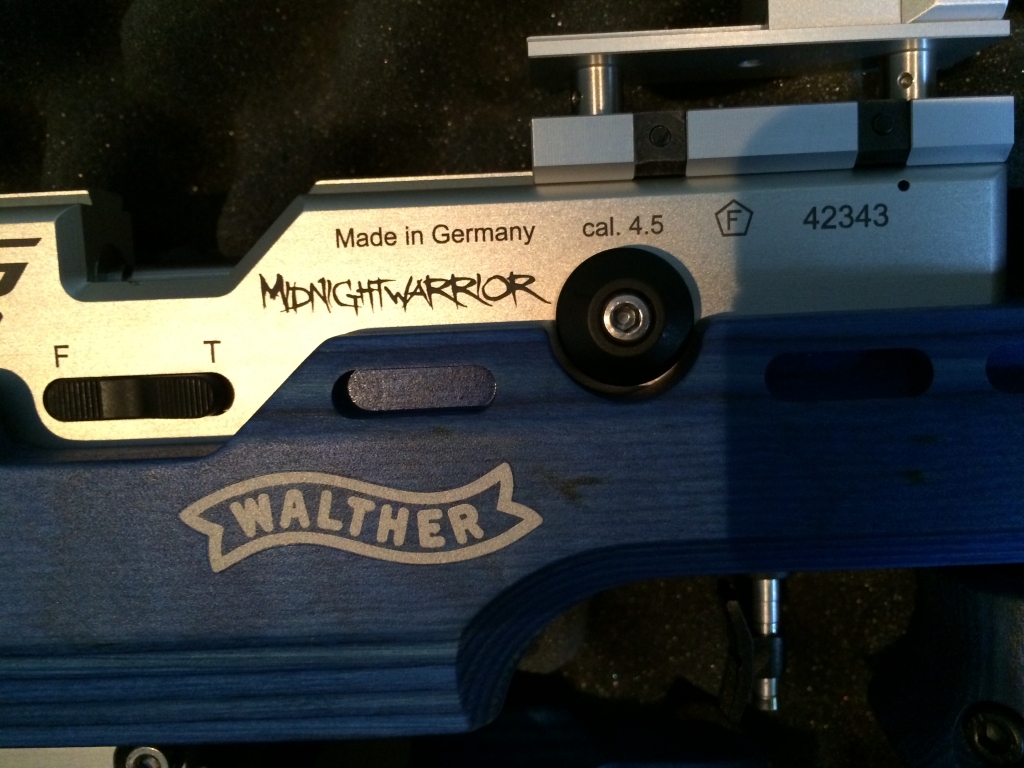 Made in Germany cal. 4.5 F 42343
MIDNIGHTWARRIOR
F T
WALTHER